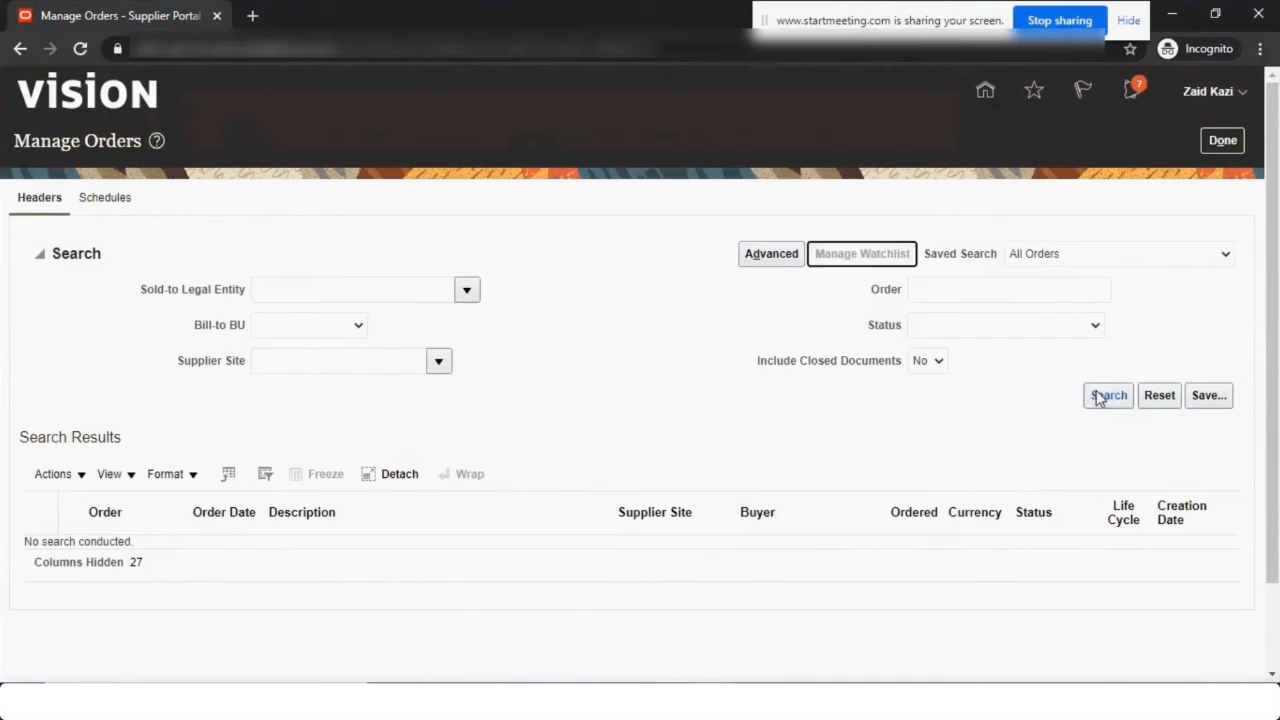 Manage Orders - Supplier Portal
www.startmeeting.com is sharing your screen. Stop sharing Hide
Incognito
vision
7
Zaid Kazi
Manage Orders
Done
Headers Schedules
Search
Advanced Manage Watchlist Saved Search All Orders
Sold-to Legal Entity Order
Bill-to BU Status
Supplier Site Include Closed Documents No
Search Reset Save...
Search Results
Actions View Format Freeze Detach Wrap
Order Order Date Description Supplier Site Buyer Ordered Currency Status Life Cycle Creation Date
No search conducted.
Columns Hidden 27